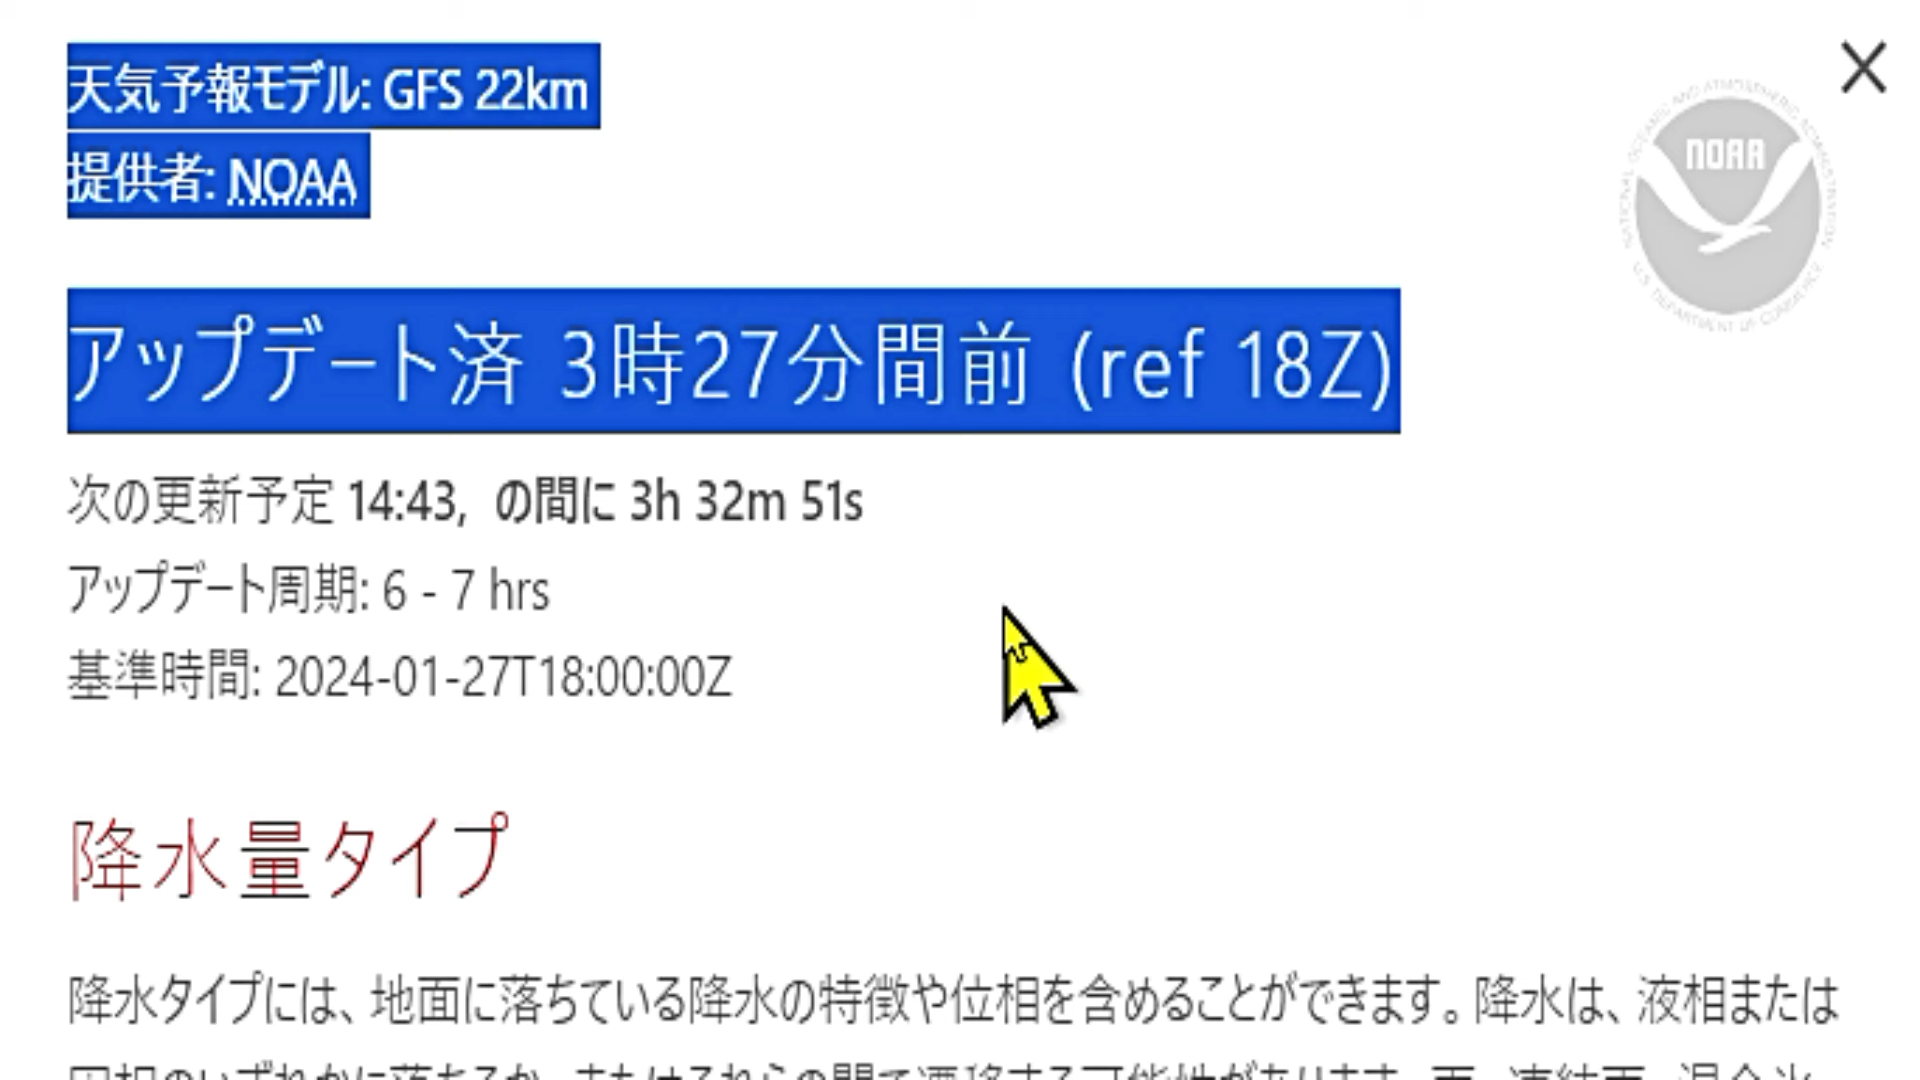 天気予報モデル: GFS 22km
提供者: NOAA
NOAA
アップデート済 3時27分間前 (ref 18Z)
次の更新予定 14:43, の間に 3h 32m 51s
アップデート周期: 6 - 7 hrs
基準時間: 2024-01-27T18:00:00Z
降水量タイプ
降水タイプには、地面に落ちている降水の特徴や位相を含めることができます。降水は、液相または